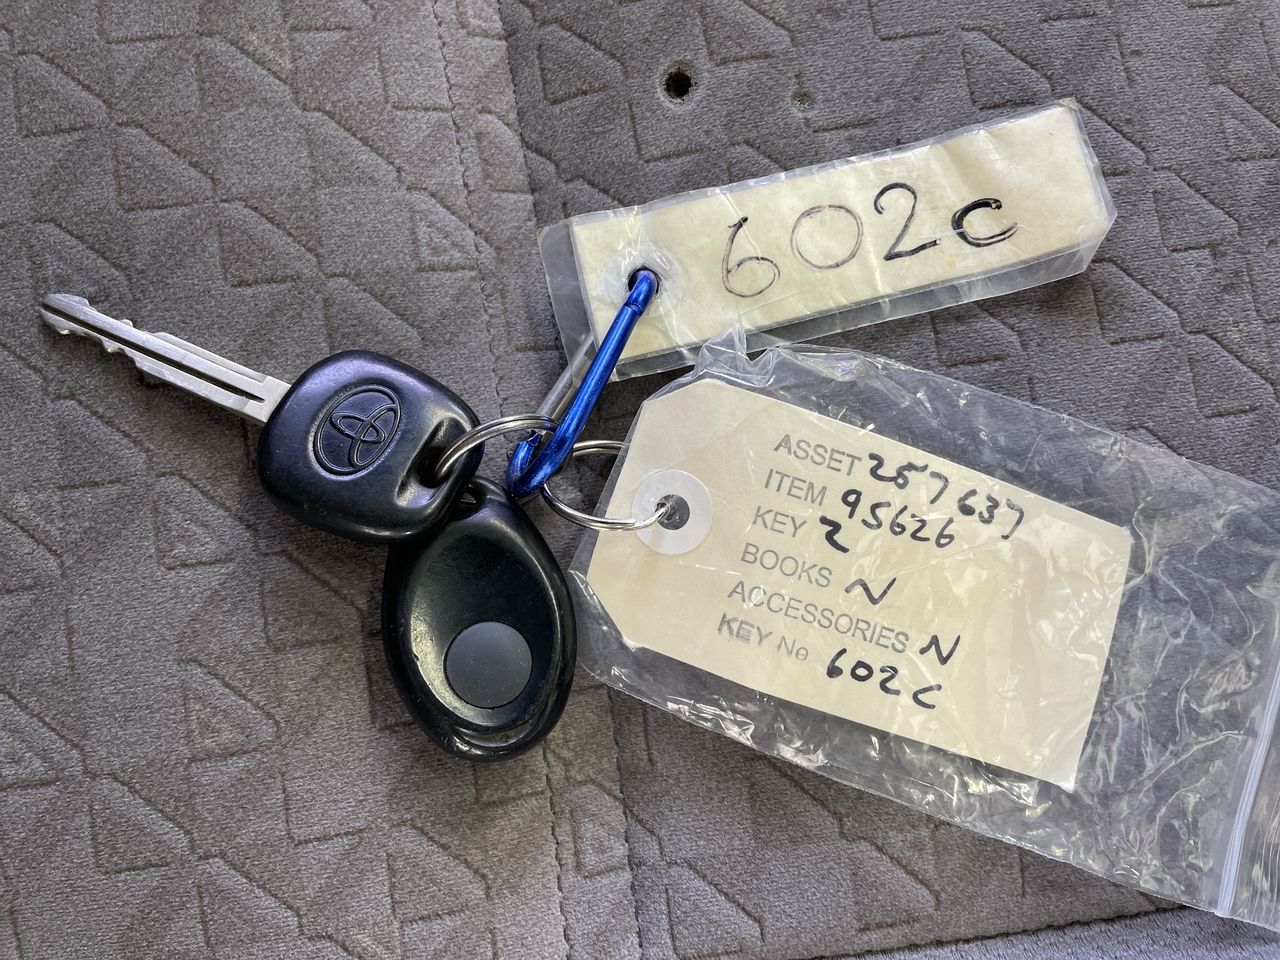 602c
ASSET 257637
ITEM 95626
KEY 2
BOOKS N
ACCESSORIES N
KEY No 602C